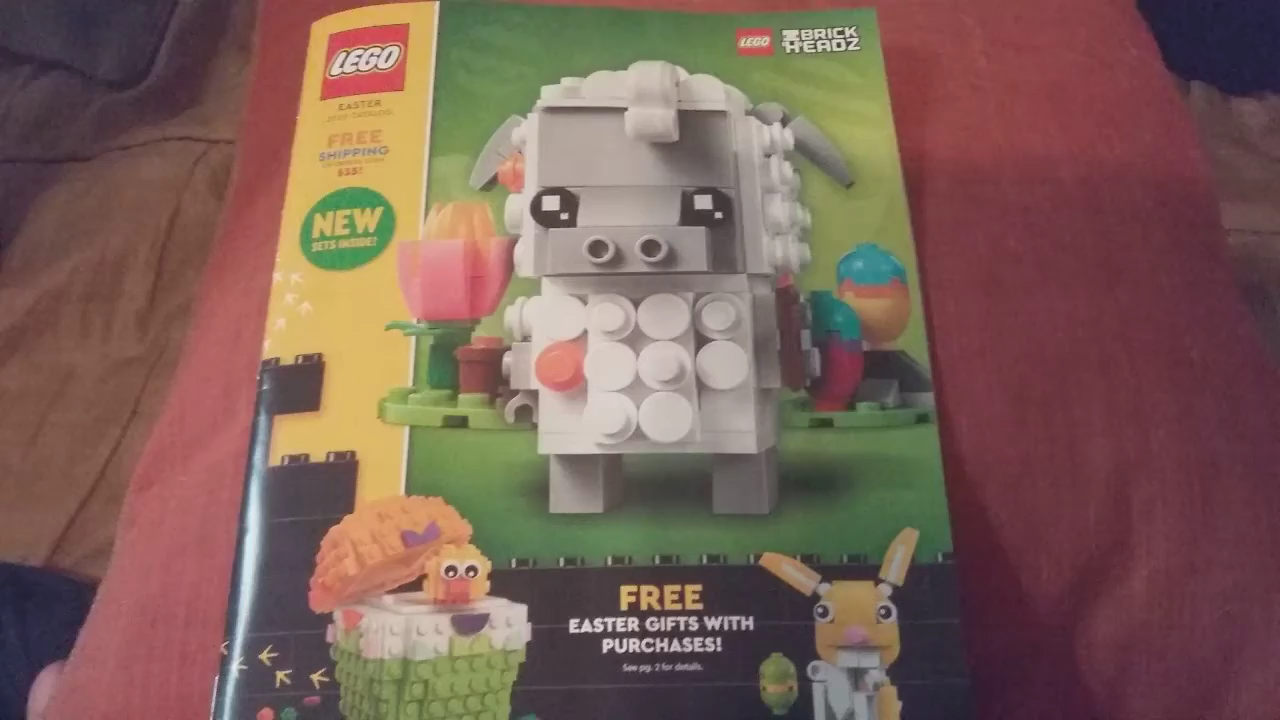 LEGO
EASTER
CATALOG
FREE
SHIPPING
$35!
NEW
SETS INSIDE!
LEGO BRICK
HEADZ
FREE
EASTER GIFTS WITH
PURCHASES!
See pg. 2 for details.